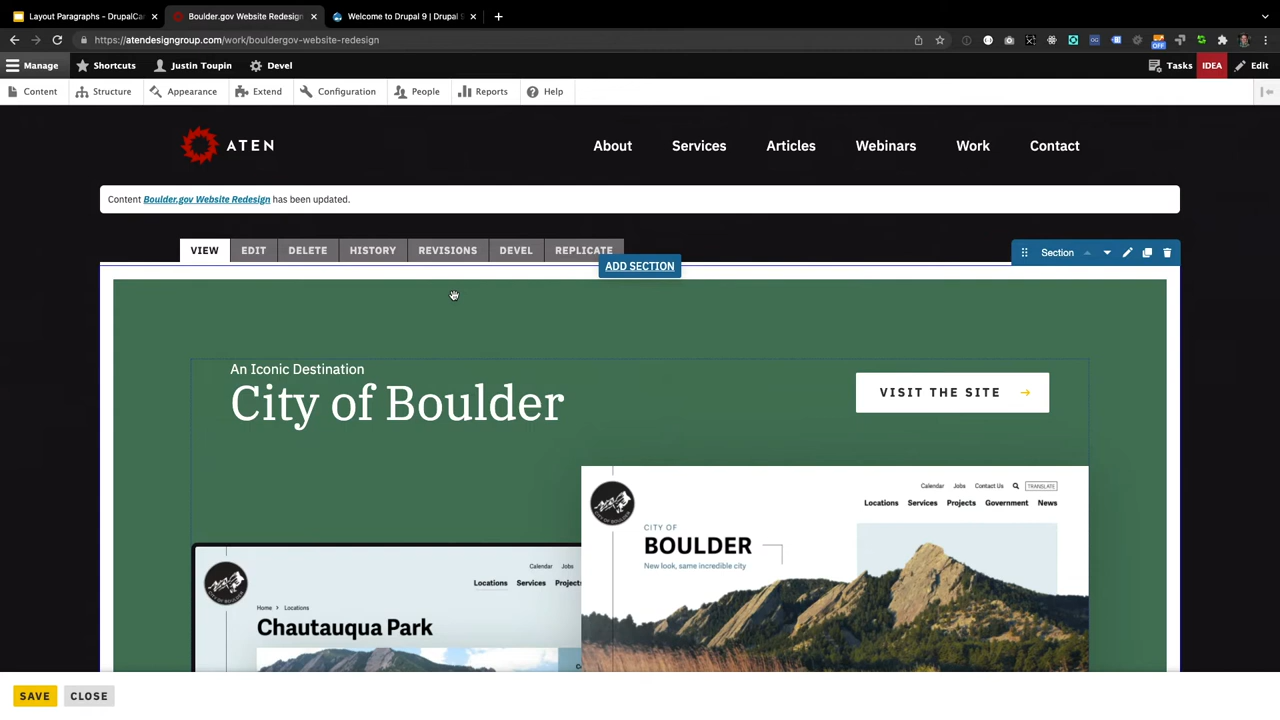 Layout Paragraphs - DrupalCa
Boulder.gov Website Redesign
Welcome to Drupal 9 | Drupal 9
https://atendesigngroup.com/work/bouldergov-website-redesign
OFF
Manage
Shortcuts
Justin Toupin
Devel
Tasks
IDEA
Edit
Content
Structure
Appearance
Extend
Configuration
People
Reports
Help
ATEN
About
Services
Articles
Webinars
Work
Contact
Content Boulder.gov Website Redesign has been updated.
VIEW
EDIT
DELETE
HISTORY
REVISIONS
DEVEL
REPLICATE
ADD SECTION
Section
An Iconic Destination
City of Boulder
VISIT THE SITE
Calendar
Jobs
Contact Us
TRANSLATE
Locations
Services
Projects
Government
News
CITY OF
BOULDER
New look, same incredible city
Calendar
Jobs
Locations
Services
Projects
Home
Locations
Chautauqua Park
SAVE
CLOSE